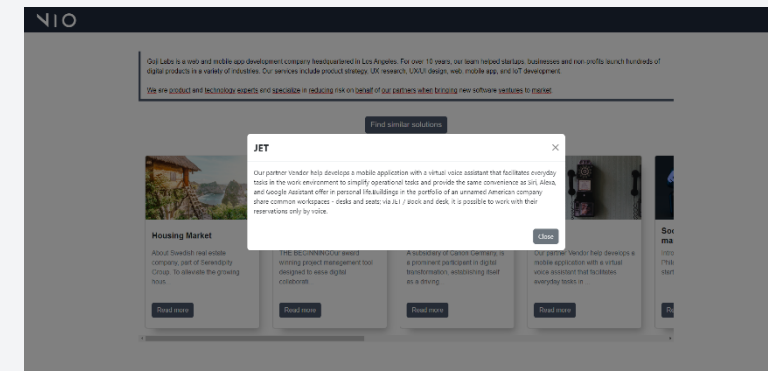 NIO
Goji Labs is a web and mobile app development company headquartered in Los Angeles. For over 10 years, our team helped startups, businesses and non-profits launch hundreds of
digital products in a variety of industries. Our services include product strategy, UX research, UX/UI design, web, mobile app, and IoT development.
We are product and technology experts and specialize in reducing risk on behalf of our partners when bringing new software ventures to market.
Find similar solutions
JET
Our partner Vendor help develops a mobile application with a virtual voice assistant that facilitates everyday
tasks in the work environment to simplify operational tasks and provide the same convenience as Siri, Alexa,
and Google Assistant offer in personal life.Buildings in the portfolio of an unnamed American company
share common workspaces - desks and seats; via JET / Book and desk, it is possible to work with their
reservations only by voice.
Close
Housing Market
About Swedish real estate
company, part of Serendipity
Group. To alleviate the growing
hous
Read more
THE BEGINNINGOur award
winning project management tool
designed to ease digital
collaborati
Read more
A subsidiary of Canon Germany, is
a prominent participant in digital
transformation, establishing itself
as a driving
Read more
Our partner Vendor help develops a
mobile application with a virtual
voice assistant that facilitates
everyday tasks in ...
Read more
Soc
ma
Intro
Phili
start
Re